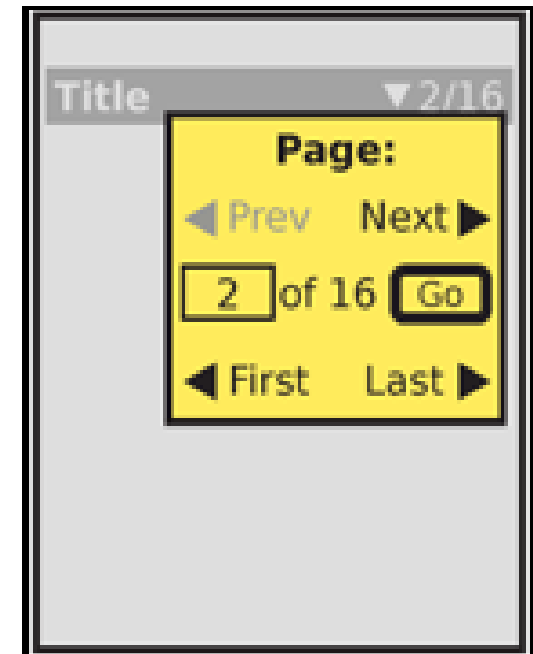 Title ▼2/16
Page:
◀ Prev Next ▶
2 of 16 Go
◀ First Last ▶